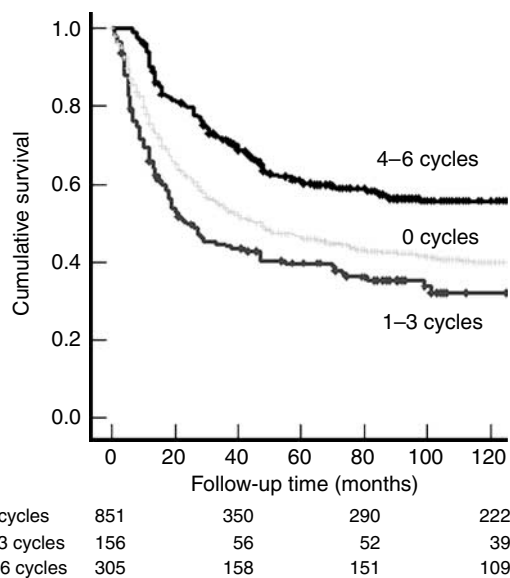 1.0
0.8
0.6
0.4
0.2
0.0
Cumulative survival
4–6 cycles
0 cycles
1–3 cycles
0 20 40 60 80 100 120
Follow-up time (months)
cycles 851 350 290 222
3 cycles 156 56 52 39
6 cycles 305 158 151 109